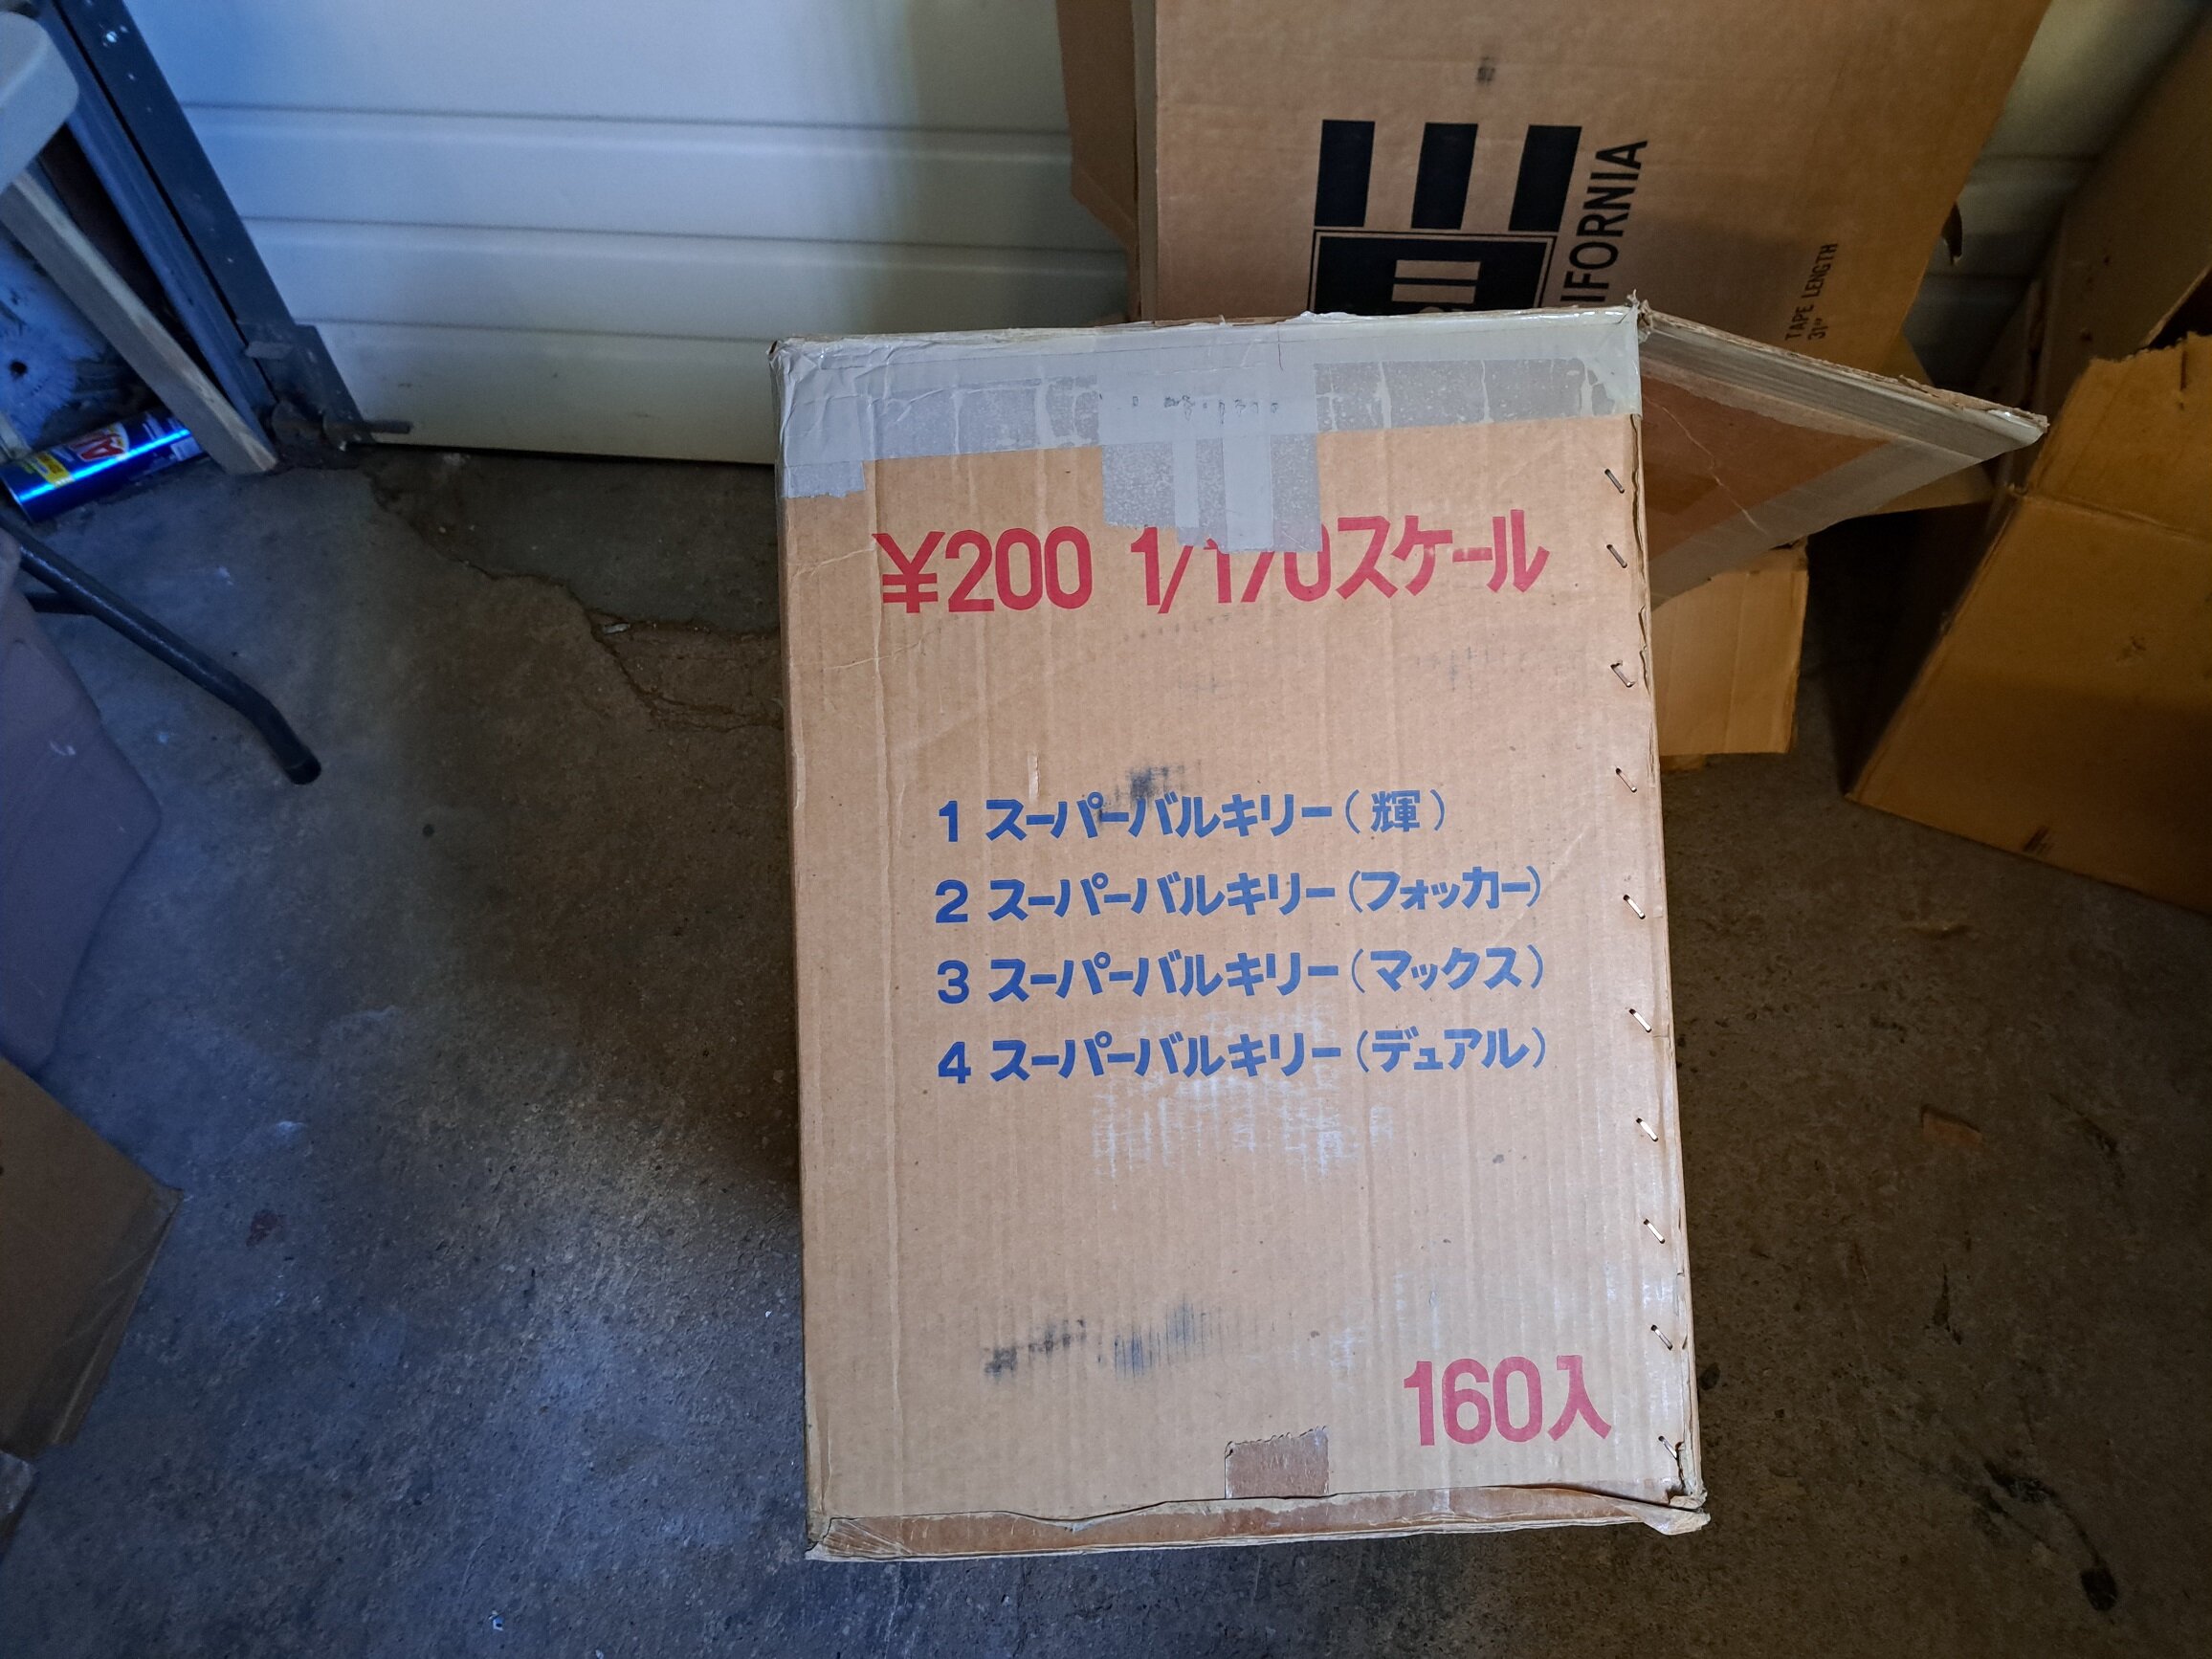 IFORNIA
TAPE LENGTH
31"
¥200 1/170スケール
1 スーパーバルキリー(輝)
2 スーパーバルキリー(フォッカー)
3 スーパーバルキリー(マックス)
4 スーパーバルキリー(デュアル)
160入